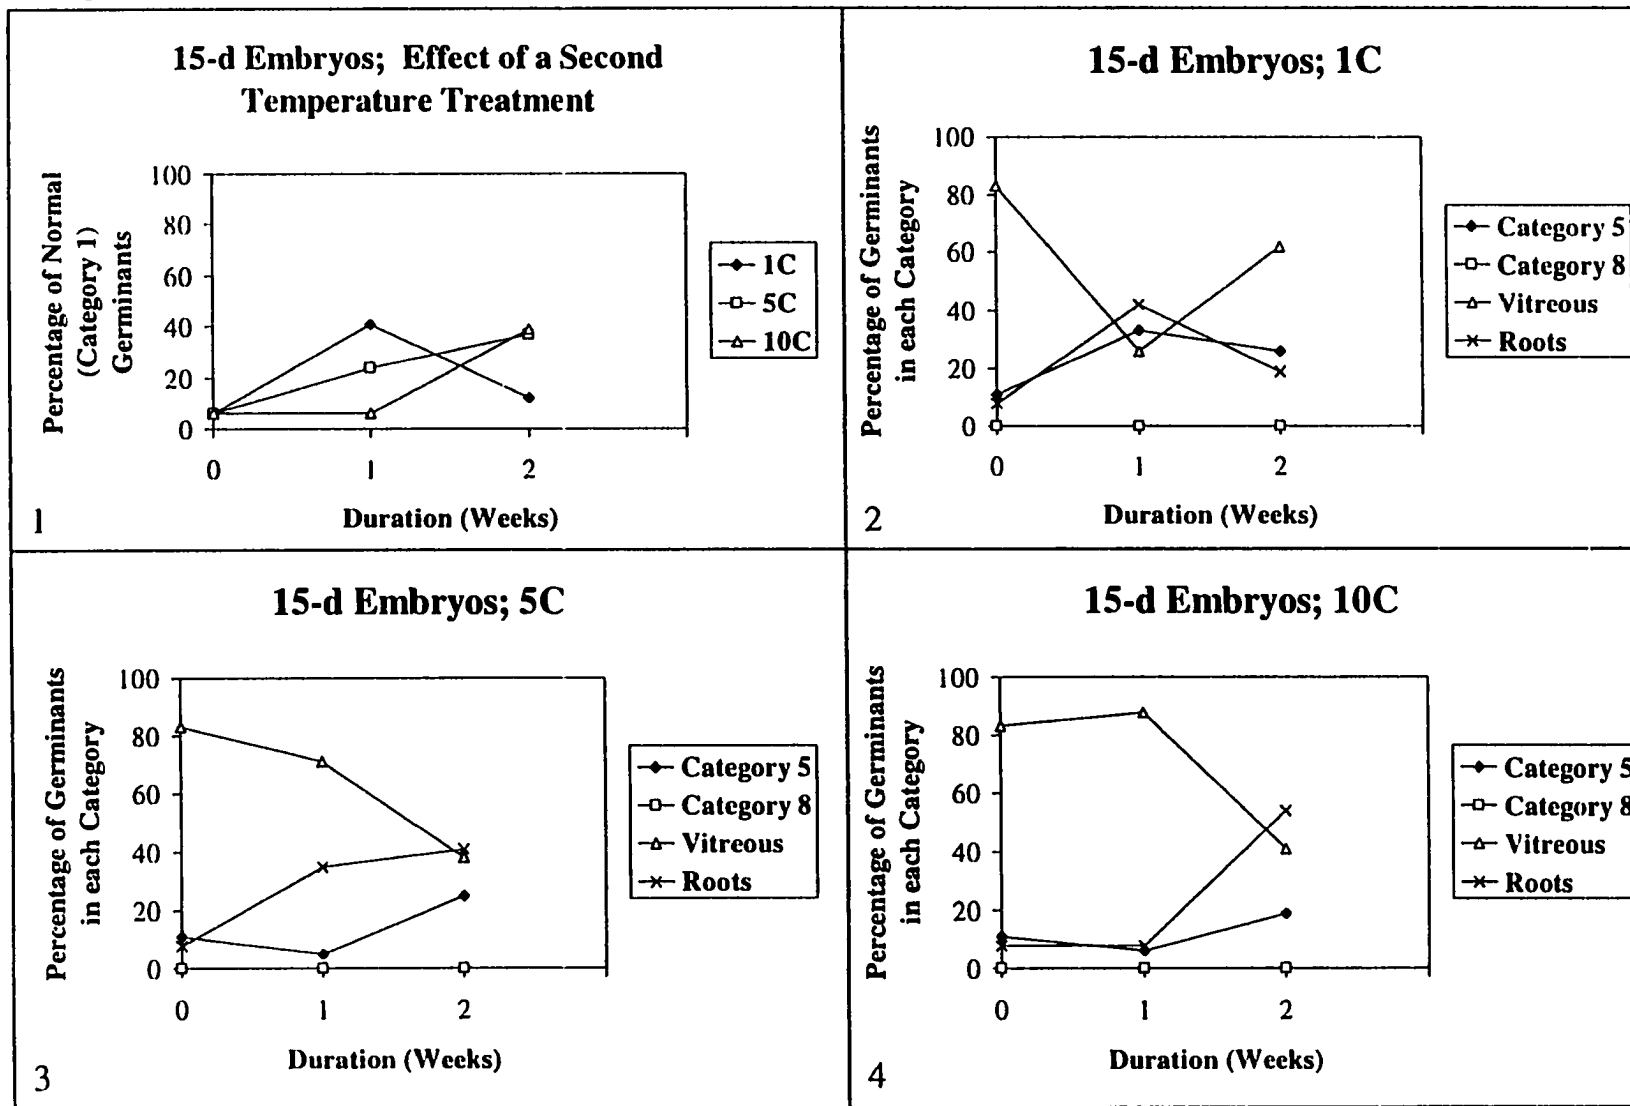 15-d Embryos; Effect of a Second
Temperature Treatment
Percentage of Normal
(Category 1)
Germinants
100
80
60
40
20
0
0 1 2
Duration (Weeks)
1C
5C
10C
1
15-d Embryos; 1C
Percentage of Germinants
in each Category
100
80
60
40
20
0
0 1 2
Duration (Weeks)
Category 5
Category 8
Vitreous
Roots
2
15-d Embryos; 5C
Percentage of Germinants
in each Category
100
80
60
40
20
0
0 1 2
Duration (Weeks)
Category 5
Category 8
Vitreous
Roots
3
15-d Embryos; 10C
Percentage of Germinants
in each Category
100
80
60
40
20
0
0 1 2
Duration (Weeks)
Category 5
Category 8
Vitreous
Roots
4